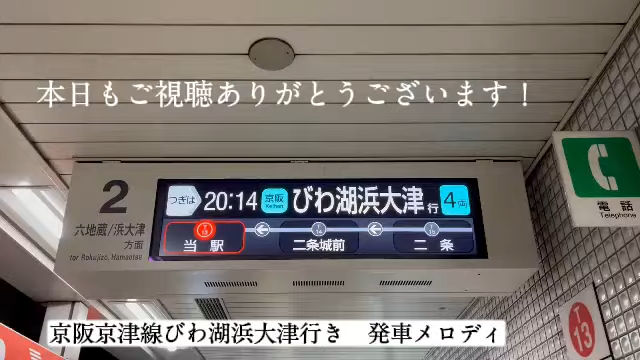 本日もご視聴ありがとうございます！
2
六地蔵/浜大津
方面
for Rokujizo, Hamaotsu
つぎは 20:14 京阪 Keihan びわ湖浜大津 行 4両
当駅 二条城前 二条
電話
Telephone
T
13
京阪京津線びわ湖浜大津行き　発車メロディ